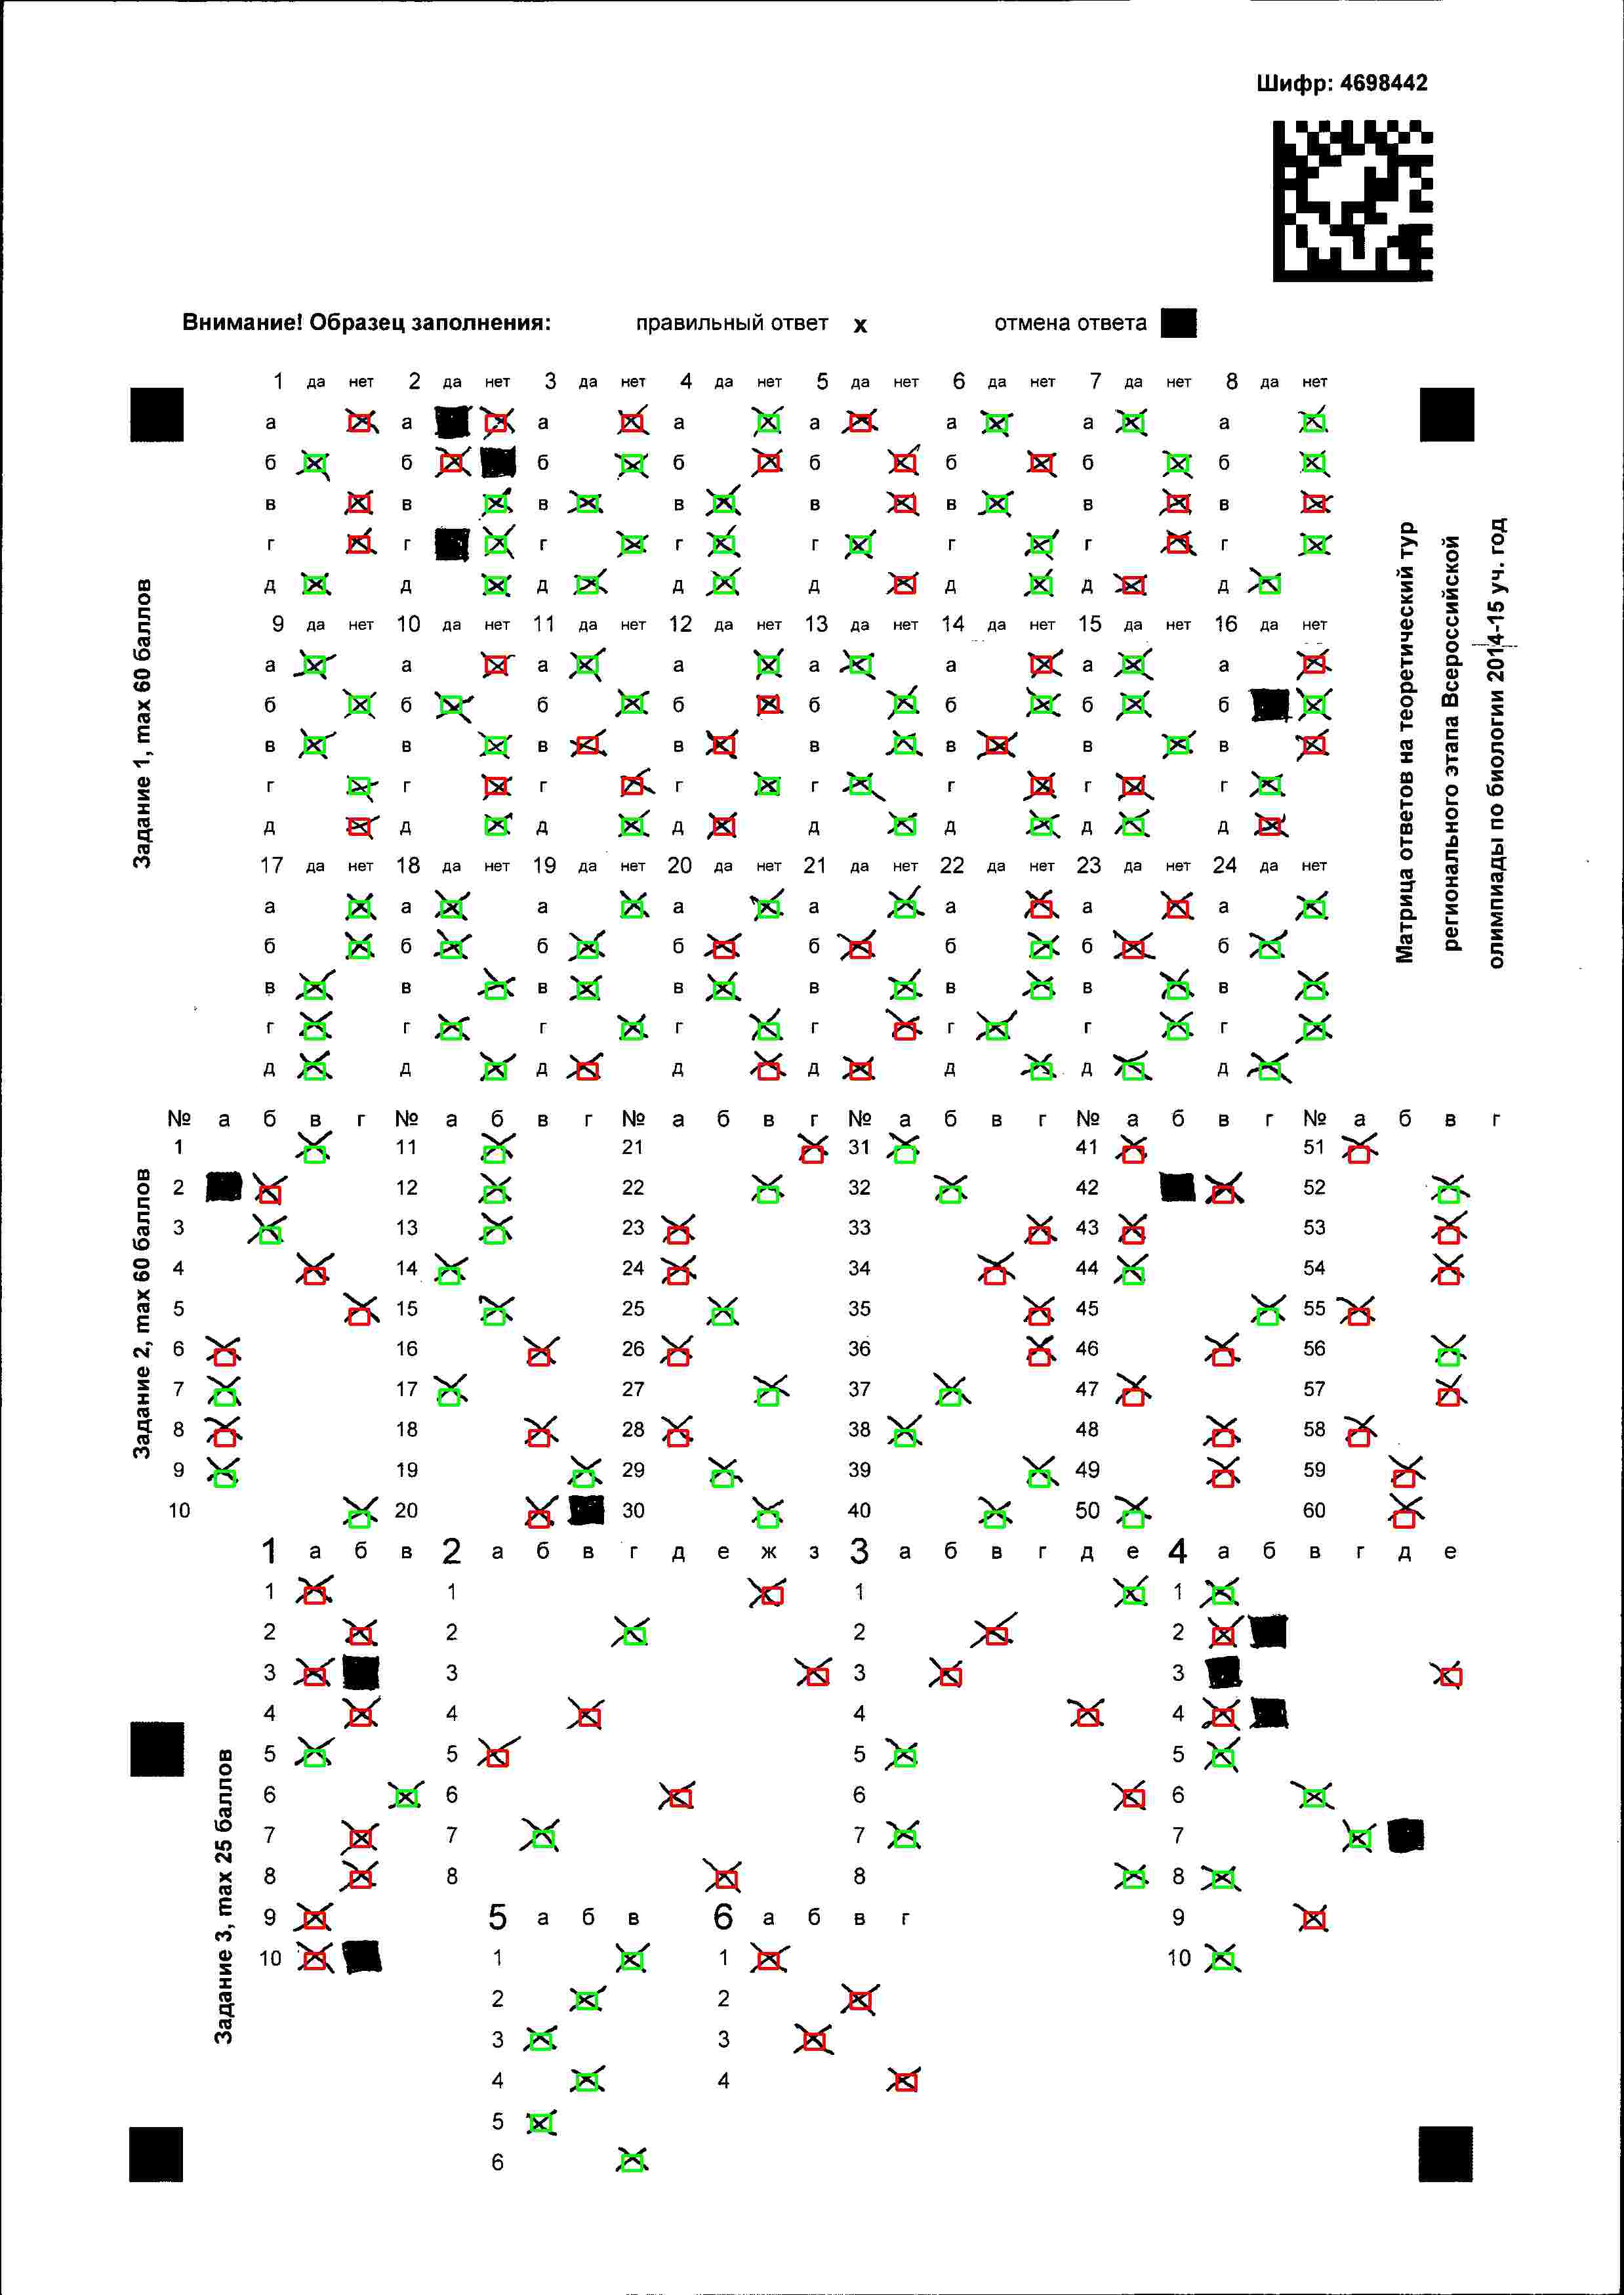 Шифр: 4698442
Внимание! Образец заполнения: правильный ответ х отмена ответа
Матрица ответов на теоретический тур
регионального этапа Всероссийской
олимпиады по биологии 2014-15 уч. год
Задание 1, max 60 баллов
1 да нет 2 да нет 3 да нет 4 да нет 5 да нет 6 да нет 7 да нет 8 да нет
а а а а а а а а
б б б б б б б б
в в в в в в в в
г г г г г г г г
д д д д д д д д
9 да нет 10 да нет 11 да нет 12 да нет 13 да нет 14 да нет 15 да нет 16 да нет
а а а а а а а а
б б б б б б б б
в в в в в в в в
г г г г г г г г
д д д д д д д д
17 да нет 18 да нет 19 да нет 20 да нет 21 да нет 22 да нет 23 да нет 24 да нет
а а а а а а а а
б б б б б б б б
в в в в в в в в
г г г г г г г г
д д д д д д д д
Задание 2, max 60 баллов
№ а б в г № а б в г № а б в г № а б в г № а б в г № а б в г
1 11 21 31 41 51
2 12 22 32 42 52
3 13 23 33 43 53
4 14 24 34 44 54
5 15 25 35 45 55
6 16 26 36 46 56
7 17 27 37 47 57
8 18 28 38 48 58
9 19 29 39 49 59
10 20 30 40 50 60
Задание 3, max 25 баллов
1 а б в 2 а б в г д е ж з 3 а б в г д е 4 а б в г д е
1 1 1 1
2 2 2 2
3 3 3 3
4 4 4 4
5 5 5 5
6 6 6 6
7 7 7 7
8 8 8 8
9 5 а б в 6 а б в г 9
10 1 1 10
2 2
3 3
4 4
5
6